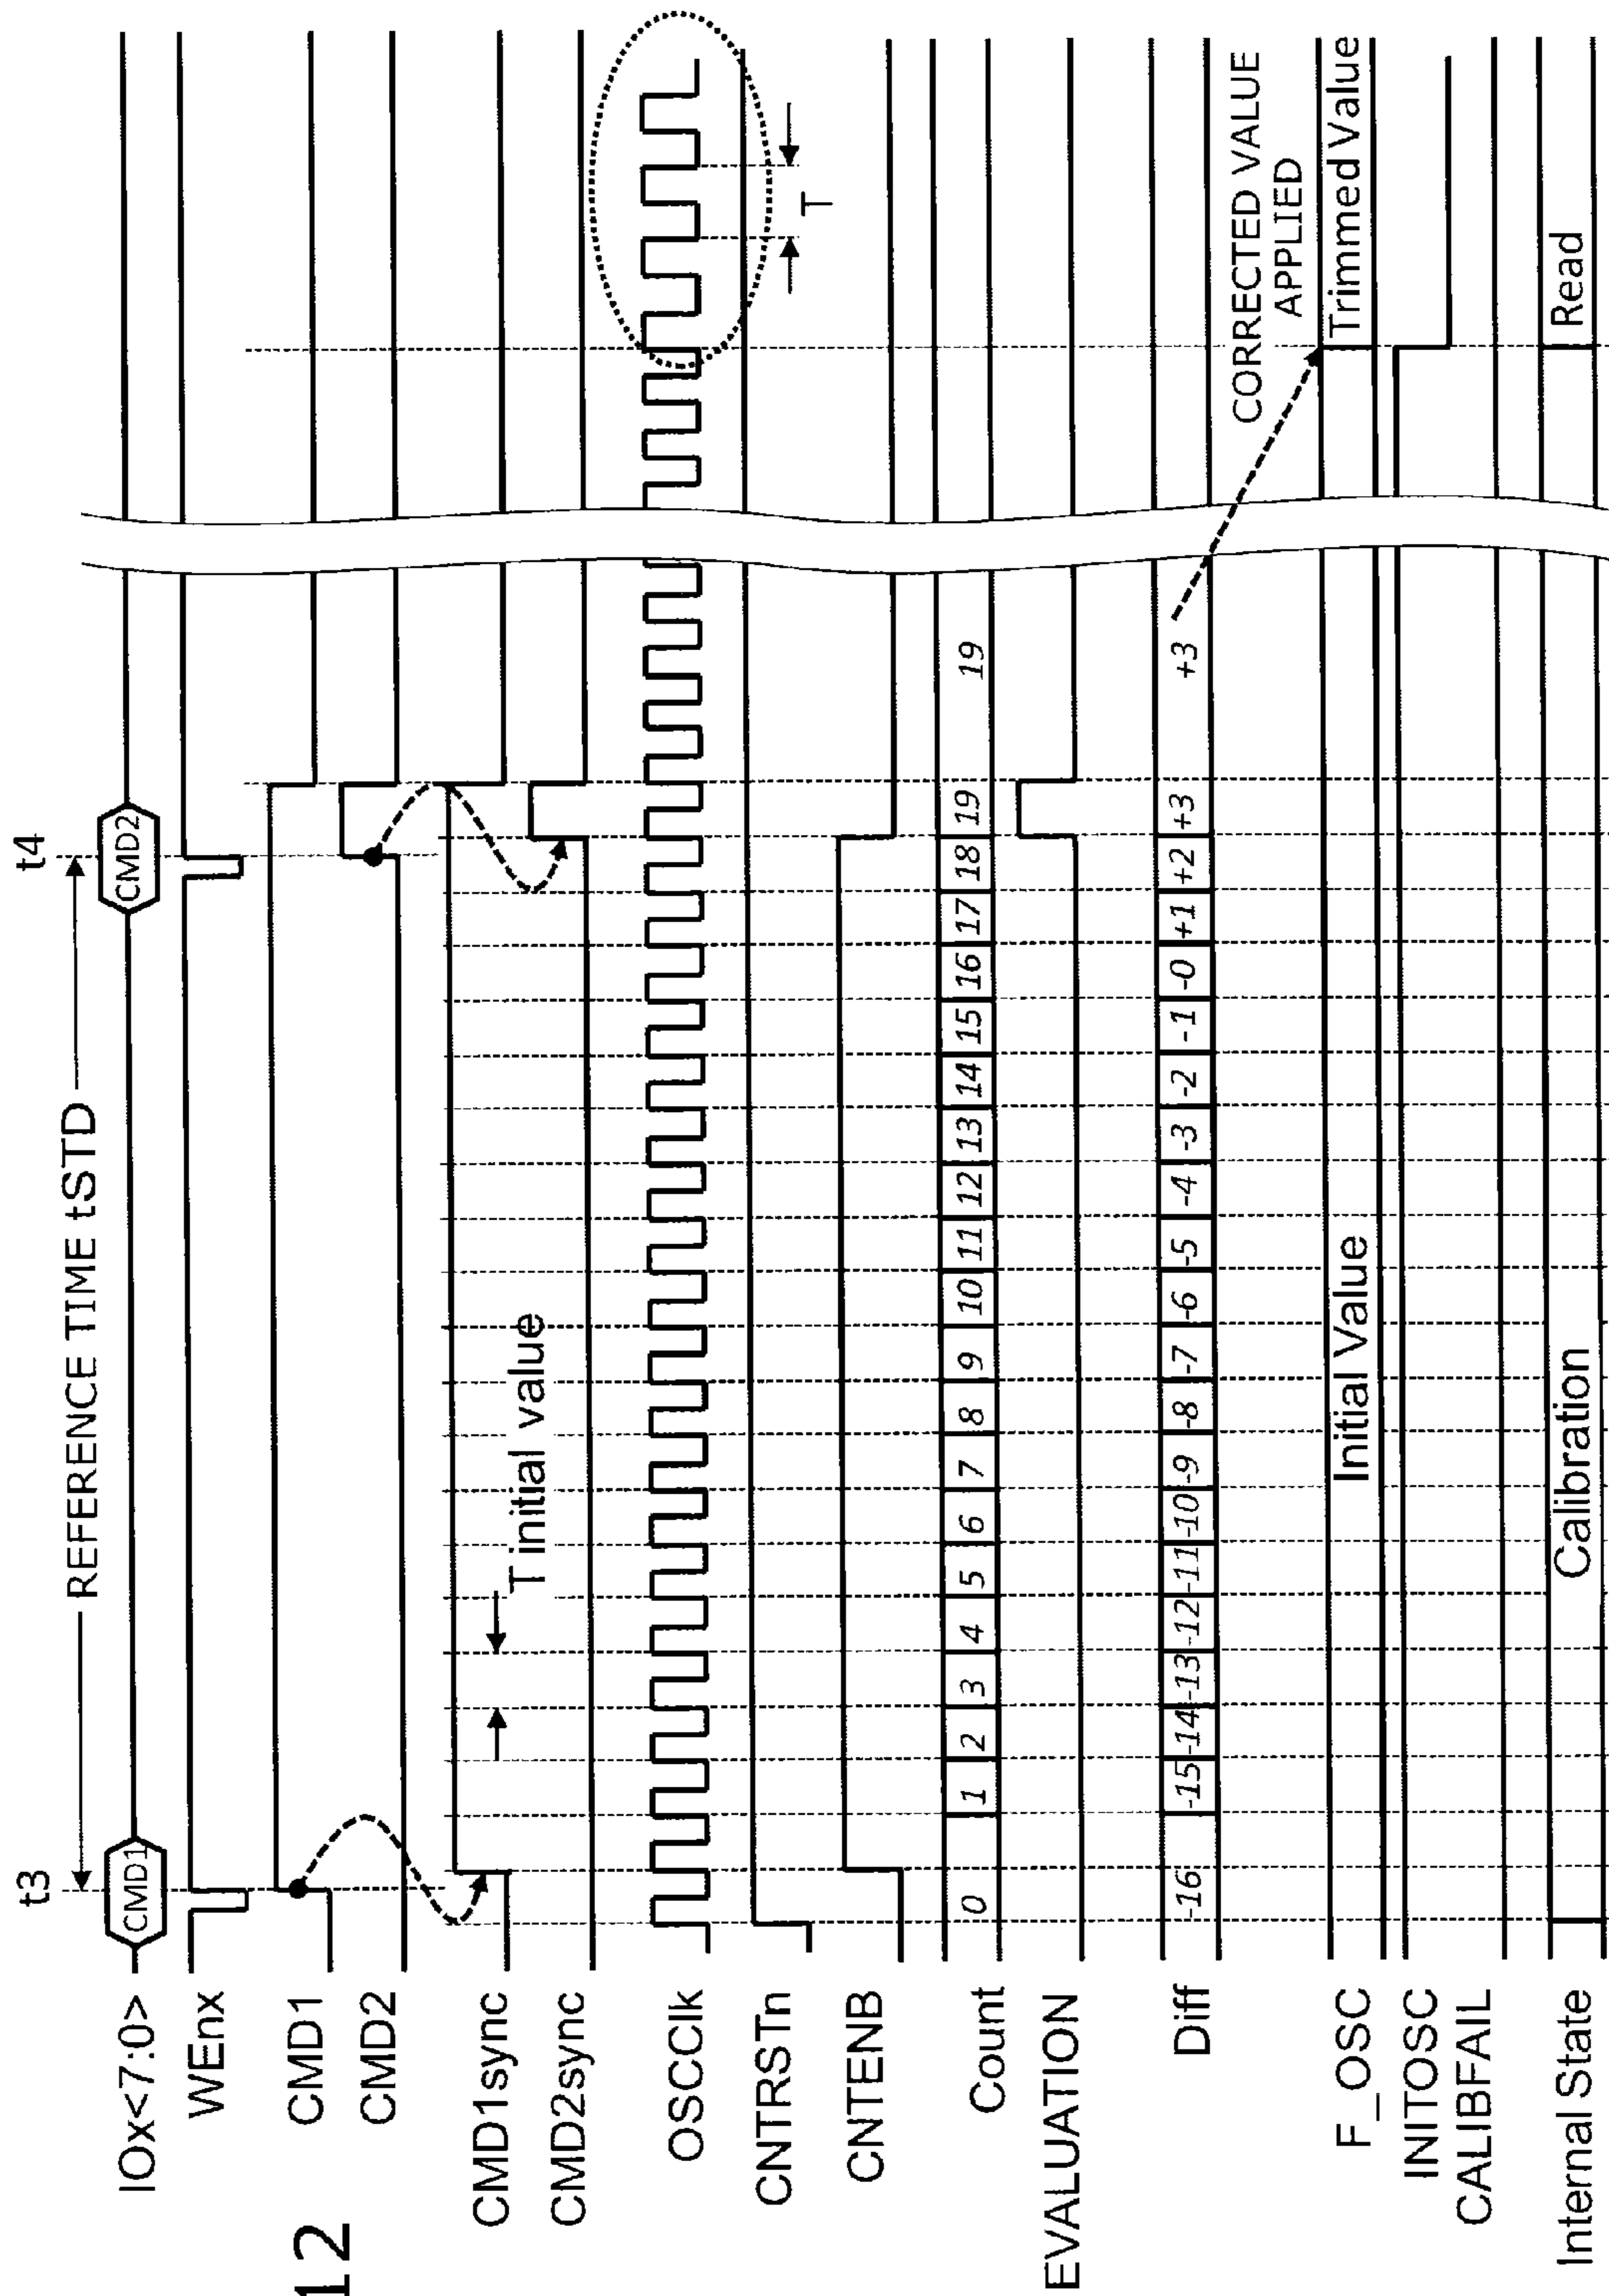 12
t3
t4
REFERENCE TIME tSTD
IOx<7:0>
CMD1
CMD2
WEnx
CMD1
CMD2
CMD1sync
T initial value
CMD2sync
OSCClk
T
CNTRSTn
CNTENB
Count
0 1 2 3 4 5 6 7 8 9 10 11 12 13 14 15 16 17 18 19 19
EVALUATION
Diff
-16 -15 -14 -13 -12 -11 -10 -9 -8 -7 -6 -5 -4 -3 -2 -1 -0 +1 +2 +3 +3
CORRECTED VALUE
APPLIED
F_OSC
Initial Value
Trimmed Value
INITOSC
CALIBFAIL
Internal State
Calibration
Read